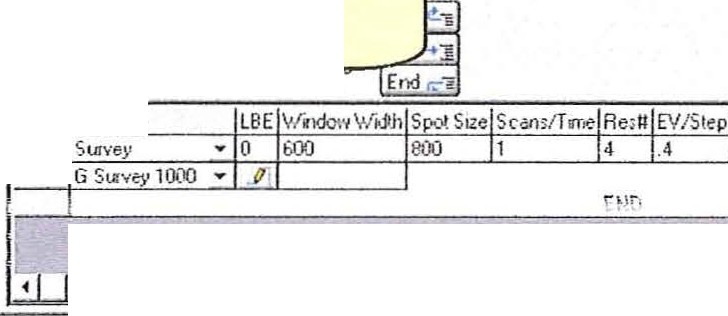 End
LBE Window Width Spot Size Scans/Time Res# EV/Step
Survey 0 600 800 1 4 .4
G Survey 1000
END